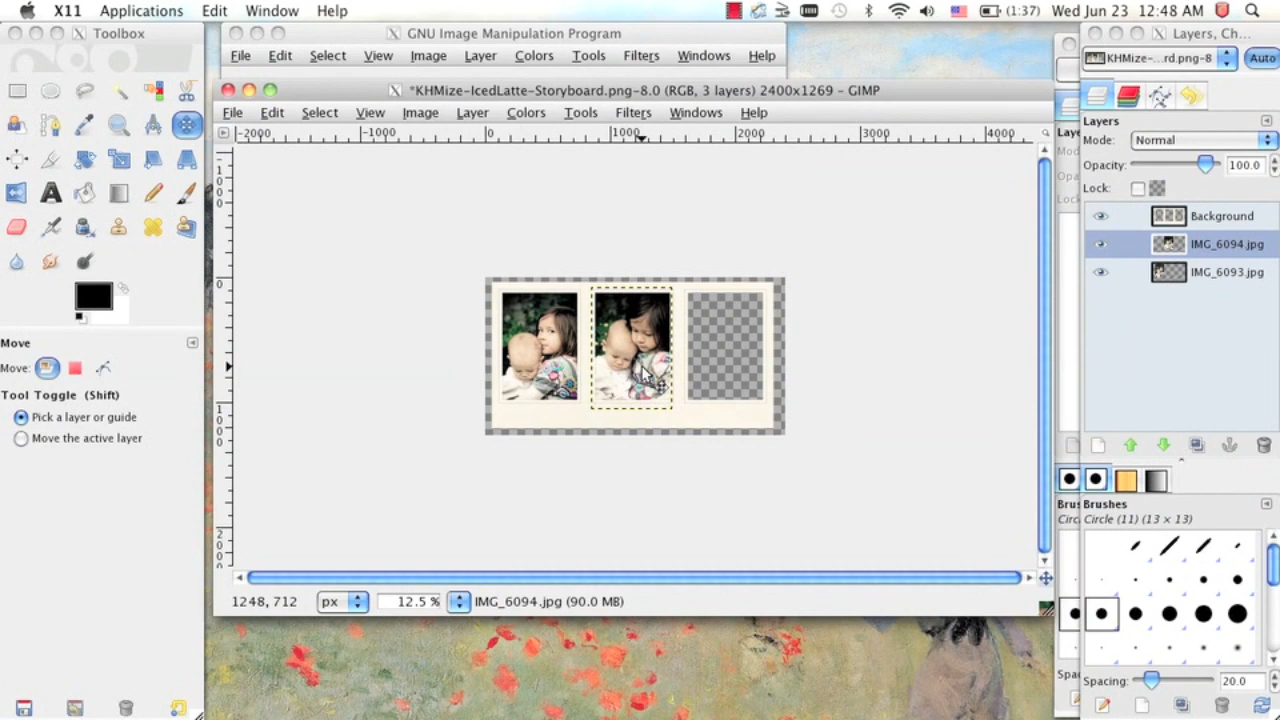 X11 Applications Edit Window Help (1:37) Wed Jun 23 12:48 AM
Toolbox
GNU Image Manipulation Program
File Edit Select View Image Layer Colors Tools Filters Windows Help
*KHMize-IcedLatte-Storyboard.png-8.0 (RGB, 3 layers) 2400x1269 – GIMP
File Edit Select View Image Layer Colors Tools Filters Windows Help
-2000 -1000 0 1000 2000 3000 4000
Move
Move:
Tool Toggle (Shift)
Pick a layer or guide
Move the active layer
1248, 712 px 12.5 % IMG_6094.jpg (90.0 MB)
Layers, Ch...
KHMize-...rd.png-8 Auto
Layers
Mode: Normal
Opacity: 100.0
Lock:
Background
IMG_6094.jpg
IMG_6093.jpg
Brushes
Circle (11) (13 × 13)
Spacing: 20.0